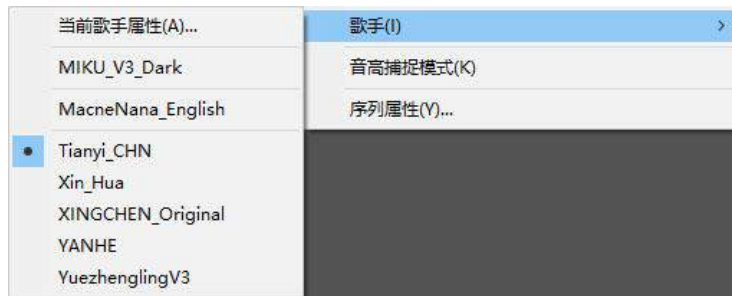 当前歌手属性(A)...
MIKU_V3_Dark
MacneNana_English
Tianyi_CHN
Xin_Hua
XINGCHEN_Original
YANHE
YuezhenglingV3
歌手(I)
音高捕捉模式(K)
序列属性(Y)...